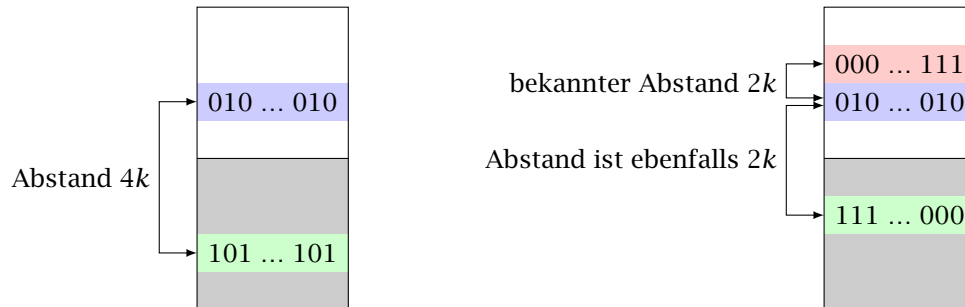 010 ... 010
Abstand 4k
101 ... 101
000 ... 111
bekannter Abstand 2k
010 ... 010
Abstand ist ebenfalls 2k
111 ... 000